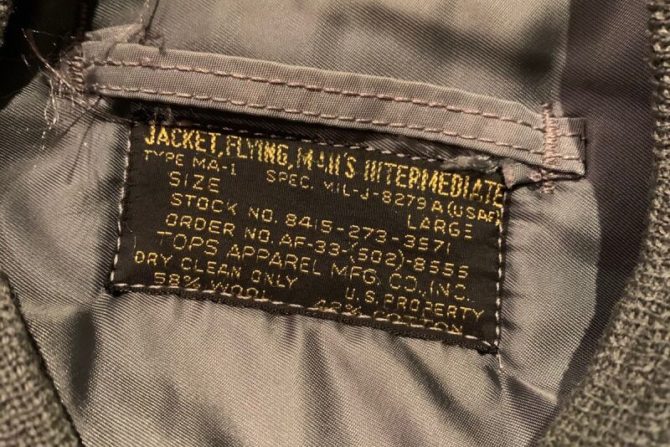 JACKET, FLYING, MAN'S INTERMEDIATE
TYPE MA-1 SPEC. MIL-J-8279A (USAF)
SIZE LARGE
STOCK NO. 8415-273-3571
ORDER NO. AF-33 (502)-8555
TOPS APPAREL MFG. CO., INC.
DRY CLEAN ONLY U.S. PROPERTY
58% WOOL 42% COTTON